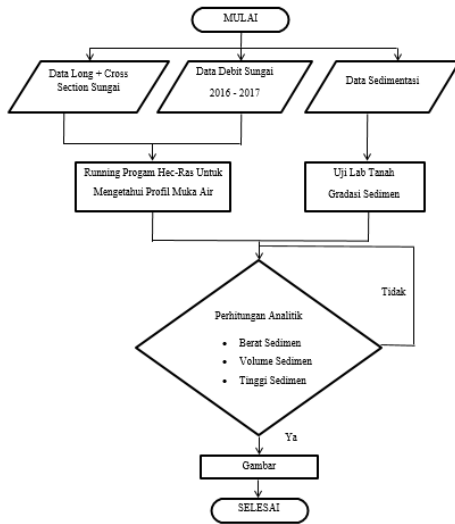 MULAI
Data Long + Cross
Section Sungai
Data Debit Sungai
2016 - 2017
Data Sedimentasi
Running Progam Hec-Ras Untuk
Mengetahui Profil Muka Air
Uji Lab Tanah
Gradasi Sedimen
Tidak
Perhitungan Analitik
• Berat Sedimen
• Volume Sedimen
• Tinggi Sedimen
Ya
Gambar
SELESAI